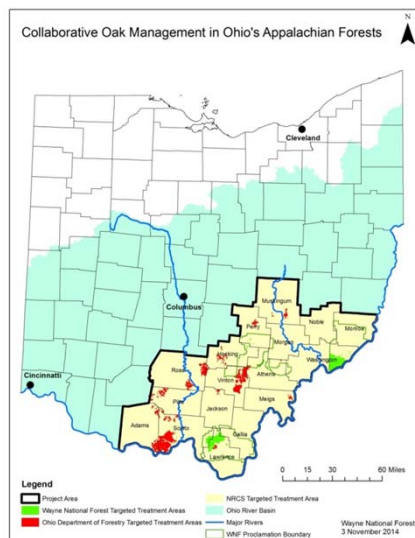 Collaborative Oak Management in Ohio's Appalachian Forests
N
Cleveland
Columbus
Cincinnatti
Muskingum
Noble
Monroe
Perry
Morgan
Washington
Hocking
Athens
Ross
Vinton
Meigs
Pike
Jackson
Adams
Scioto
Gallia
Lawrence
0 15 30 60 Miles
Legend
Project Area
Wayne National Forest Targeted Treatment Areas
Ohio Department of Forestry Targeted Treatment Areas
NRCS Targeted Treatment Area
Ohio River Basin
Major Rivers
WNF Proclamation Boundary
Wayne National Forest
3 November 2014